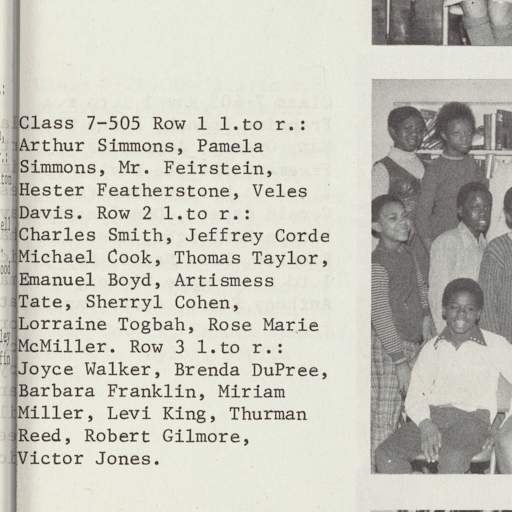 Class 7-505 Row 1 l.to r.:
Arthur Simmons, Pamela
Simmons, Mr. Feirstein,
Hester Featherstone, Veles
Davis. Row 2 l.to r.:
Charles Smith, Jeffrey Corde
Michael Cook, Thomas Taylor,
Emanuel Boyd, Artismess
Tate, Sherryl Cohen,
Lorraine Togbah, Rose Marie
McMiller. Row 3 l.to r.:
Joyce Walker, Brenda DuPree,
Barbara Franklin, Miriam
Miller, Levi King, Thurman
Reed, Robert Gilmore,
Victor Jones.